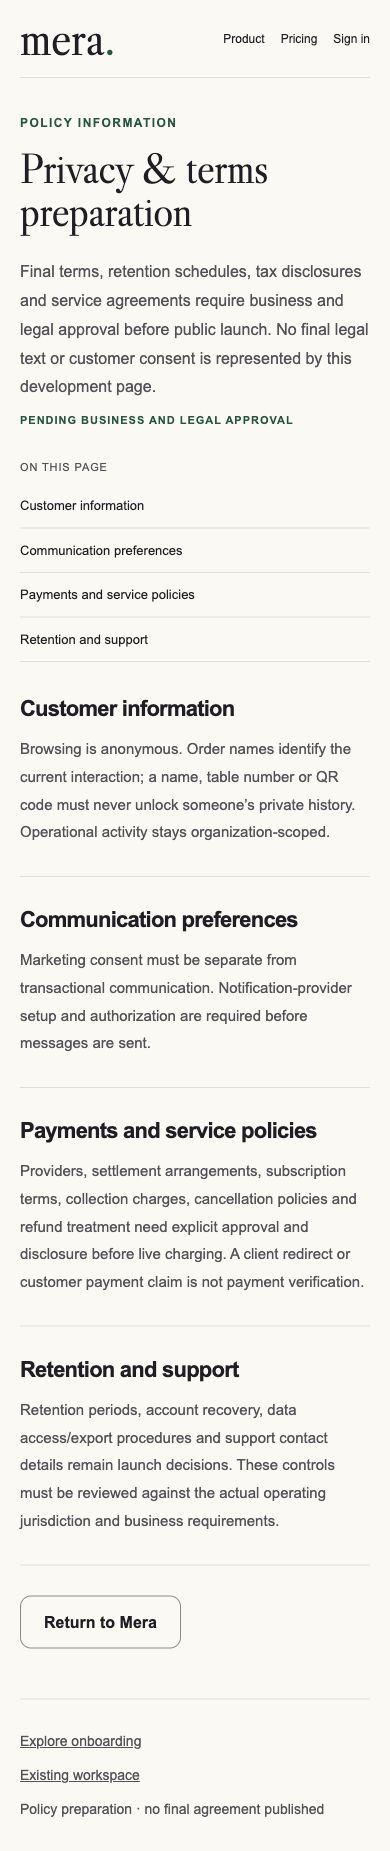 mera.
Product Pricing Sign in
POLICY INFORMATION
Privacy & terms
preparation
Final terms, retention schedules, tax disclosures
and service agreements require business and
legal approval before public launch. No final legal
text or customer consent is represented by this
development page.
PENDING BUSINESS AND LEGAL APPROVAL
ON THIS PAGE
Customer information
Communication preferences
Payments and service policies
Retention and support
Customer information
Browsing is anonymous. Order names identify the
current interaction; a name, table number or QR
code must never unlock someone’s private history.
Operational activity stays organization-scoped.
Communication preferences
Marketing consent must be separate from
transactional communication. Notification-provider
setup and authorization are required before
messages are sent.
Payments and service policies
Providers, settlement arrangements, subscription
terms, collection charges, cancellation policies and
refund treatment need explicit approval and
disclosure before live charging. A client redirect or
customer payment claim is not payment verification.
Retention and support
Retention periods, account recovery, data
access/export procedures and support contact
details remain launch decisions. These controls
must be reviewed against the actual operating
jurisdiction and business requirements.
Return to Mera
Explore onboarding
Existing workspace
Policy preparation · no final agreement published